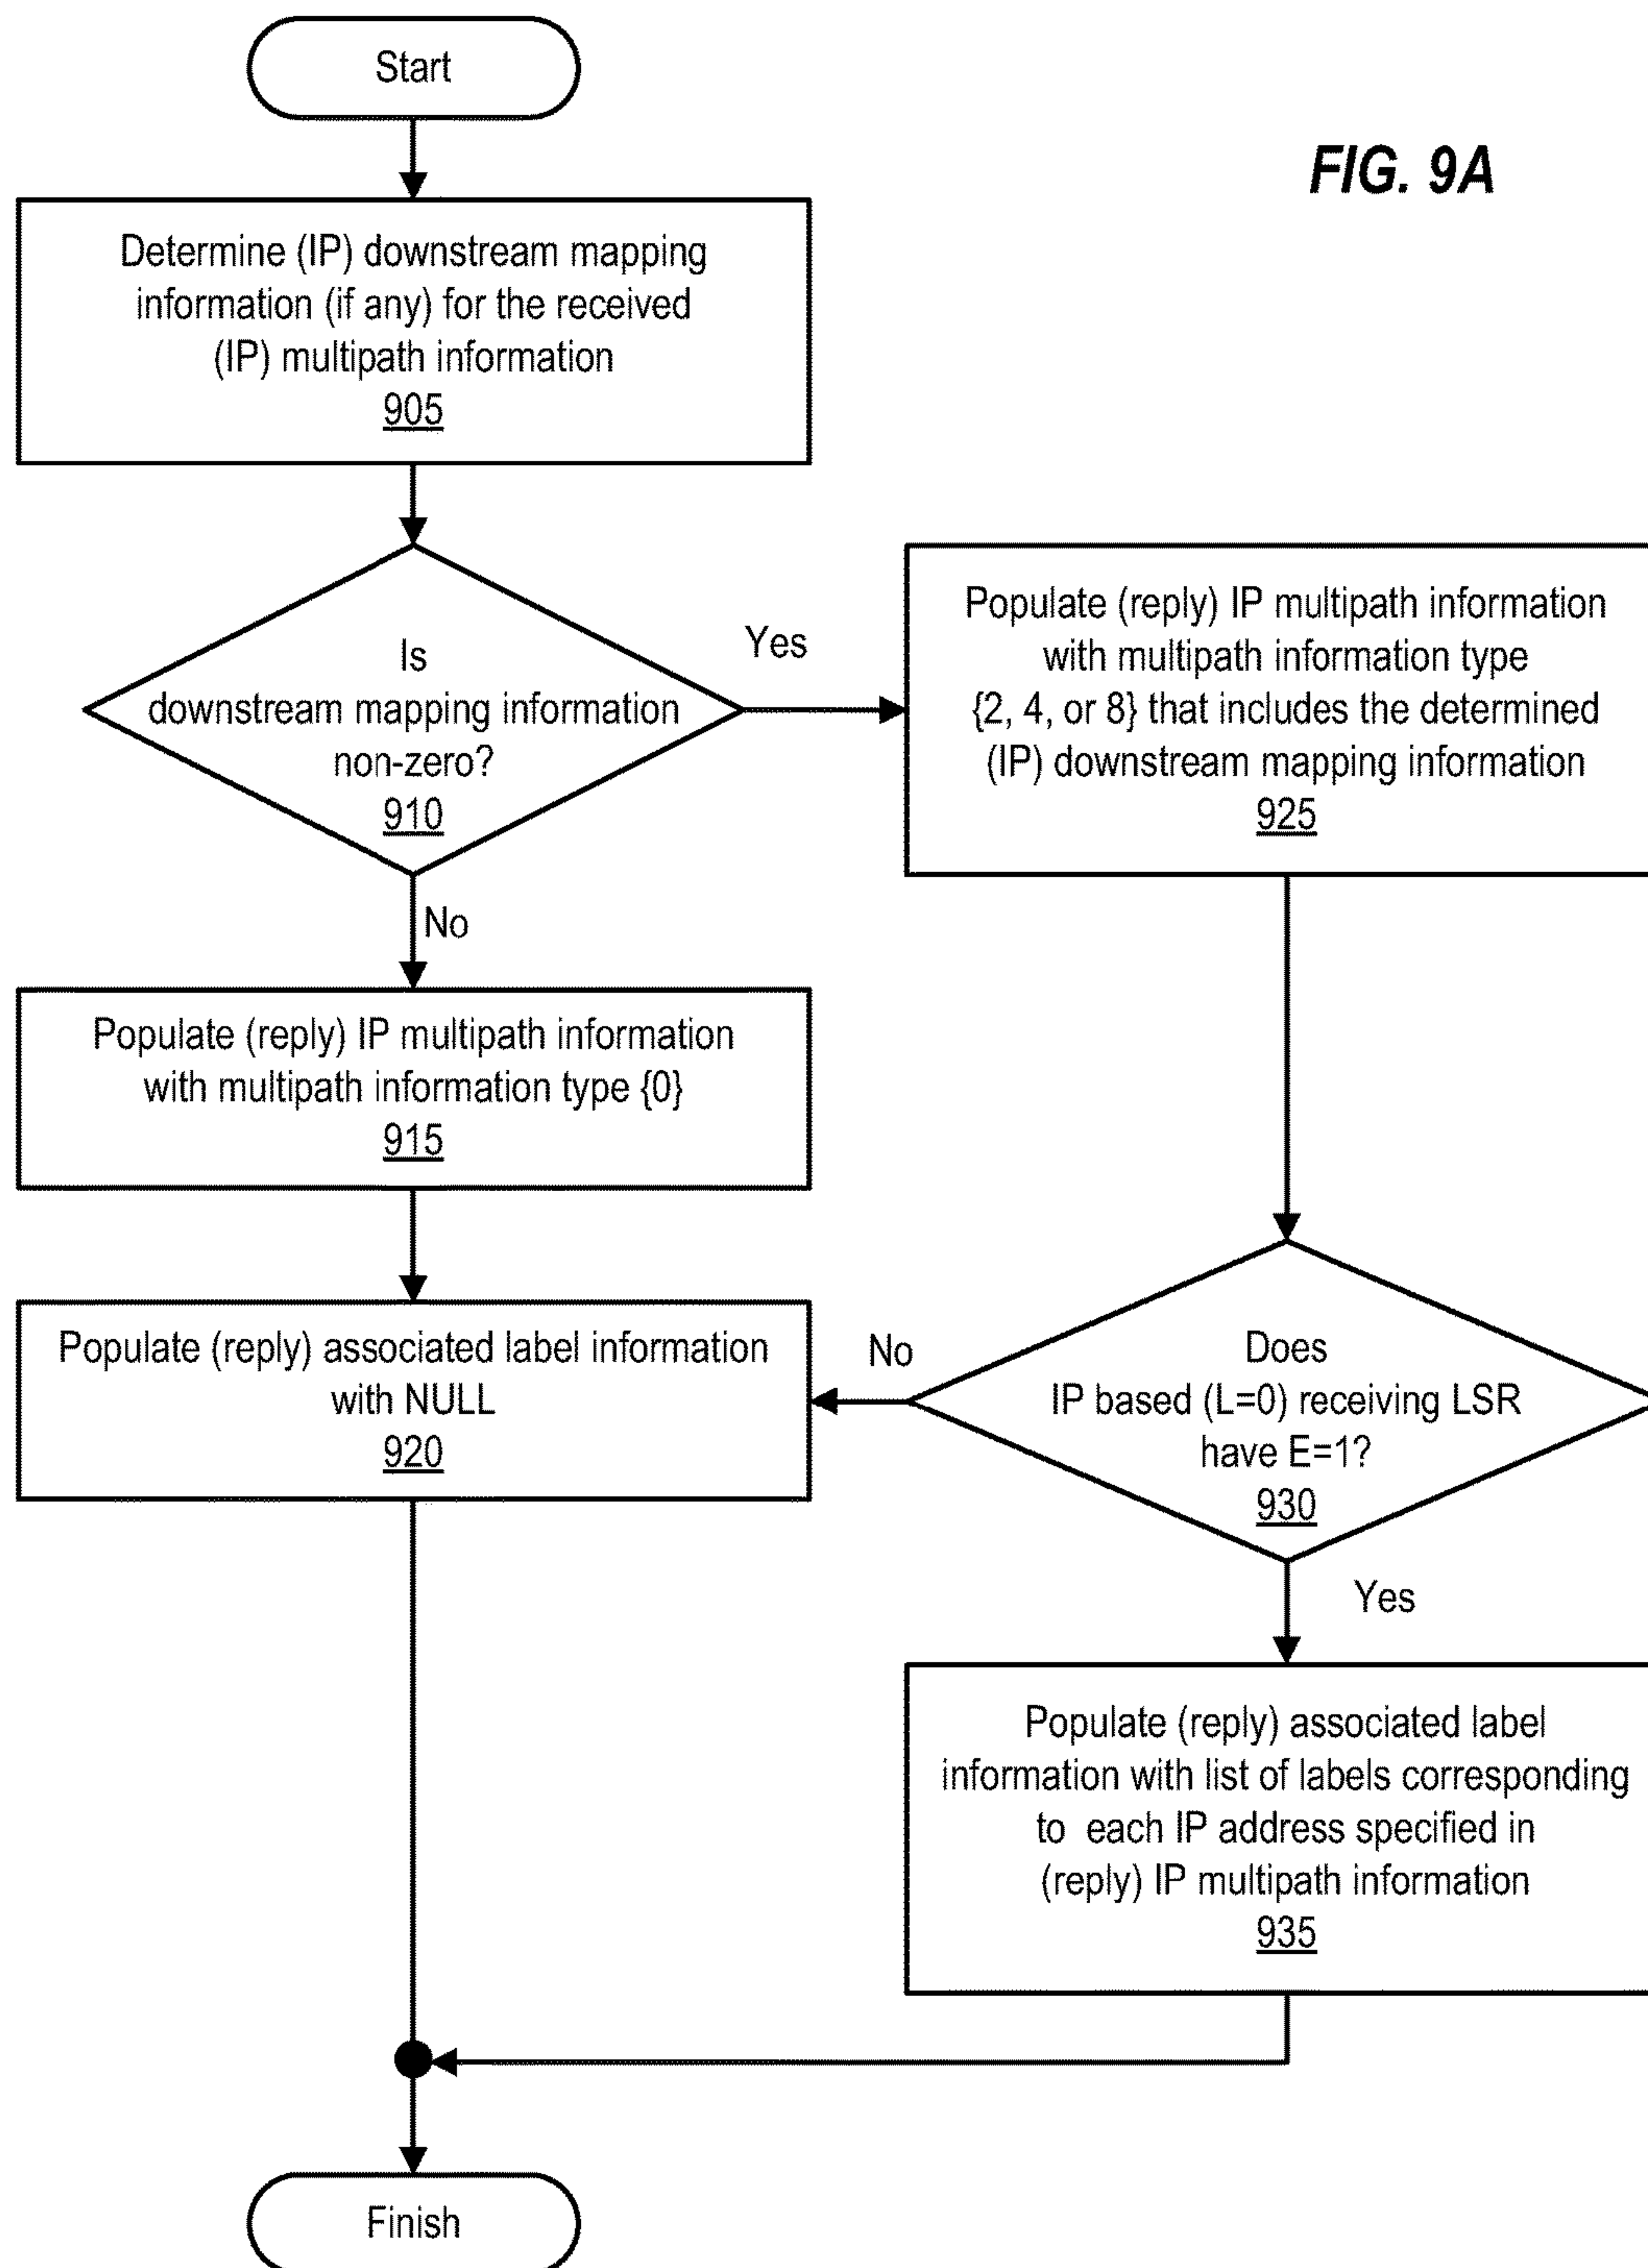 Start
FIG. 9A
Determine (IP) downstream mapping
information (if any) for the received
(IP) multipath information
905
Is
downstream mapping information
non-zero?
910
Yes
Populate (reply) IP multipath information
with multipath information type
{2, 4, or 8} that includes the determined
(IP) downstream mapping information
925
No
Populate (reply) IP multipath information
with multipath information type {0}
915
Populate (reply) associated label information
with NULL
920
No
Does
IP based (L=0) receiving LSR
have E=1?
930
Yes
Populate (reply) associated label
information with list of labels corresponding
to each IP address specified in
(reply) IP multipath information
935
Finish